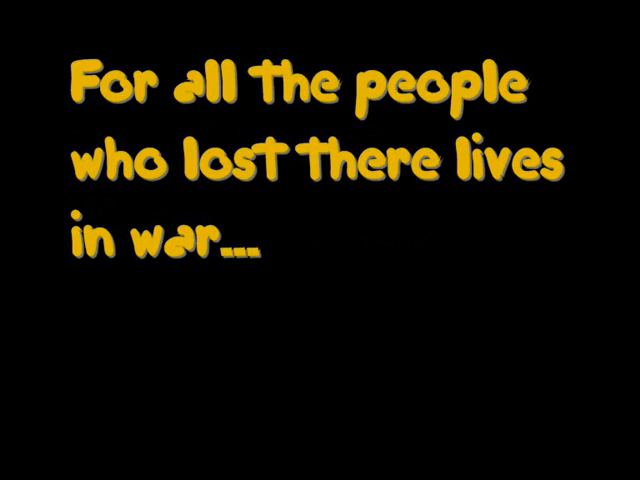 For all the people
who lost there lives
in war...